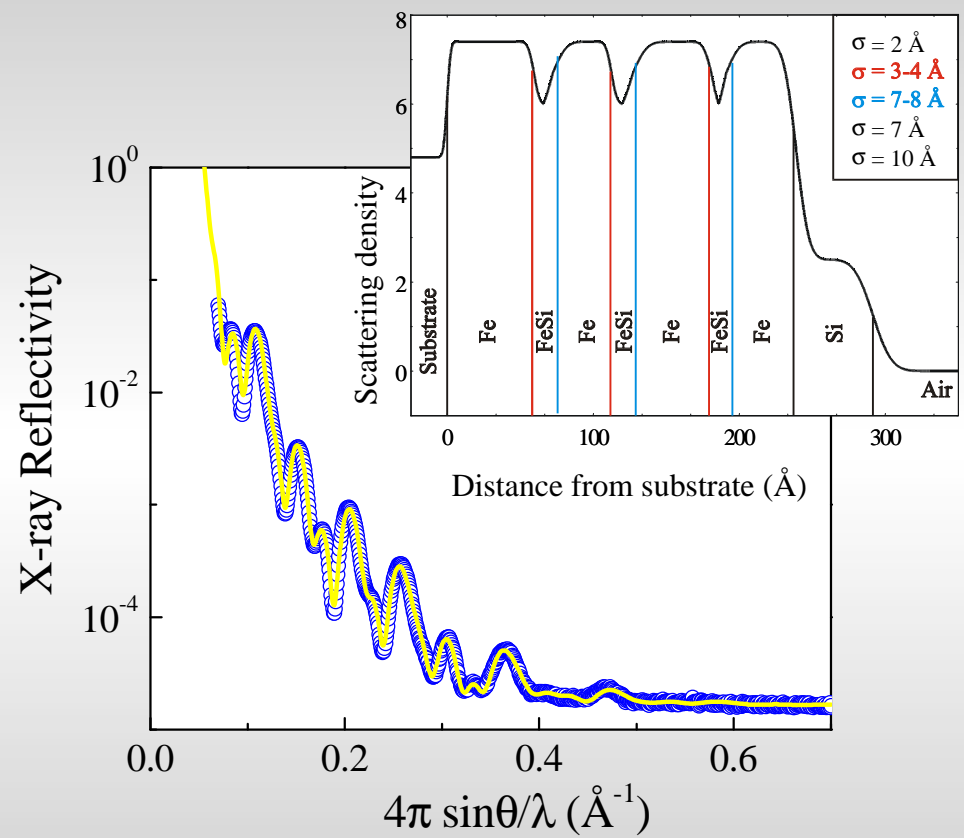 8
6
4
2
0
Scattering density
σ = 2 Å
σ = 3-4 Å
σ = 7-8 Å
σ = 7 Å
σ = 10 Å
Substrate
Fe
FeSi
Fe
FeSi
Fe
FeSi
Fe
Si
Air
0 100 200 300
Distance from substrate (Å)
10⁰
10⁻²
10⁻⁴
X-ray Reflectivity
0.0 0.2 0.4 0.6
4π sinθ/λ (Å⁻¹)